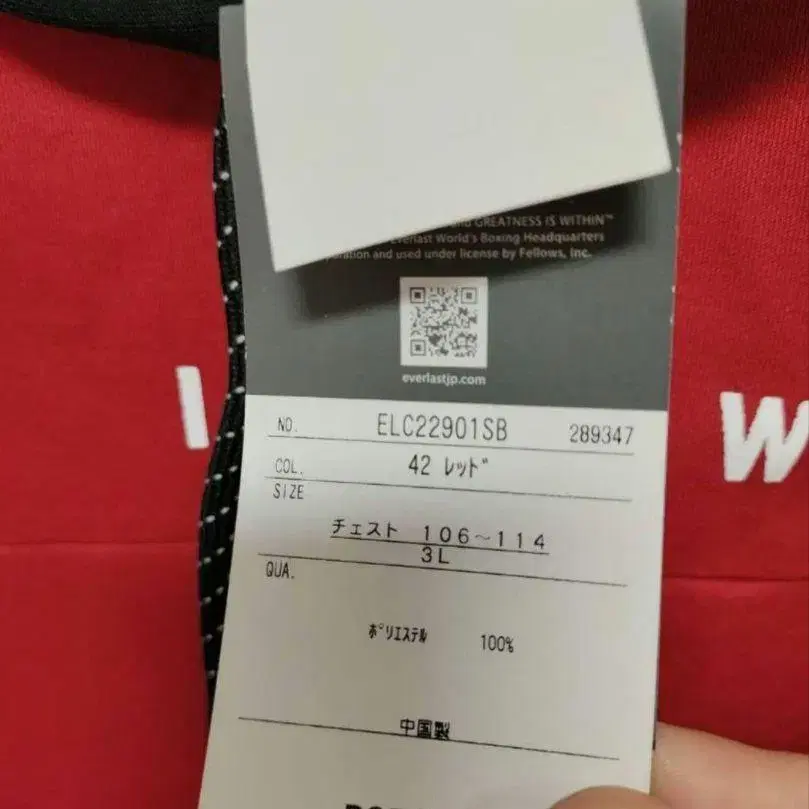 GREATNESS IS WITHIN™
Everlast World's Boxing Headquarters
and used under license by Fellows, Inc.
everlastjp.com
NO. ELC22901SB 289347
COL. 42 レッド
SIZE
チェスト 106~114
3L
QUA.
ポリエステル 100%
中国製
W